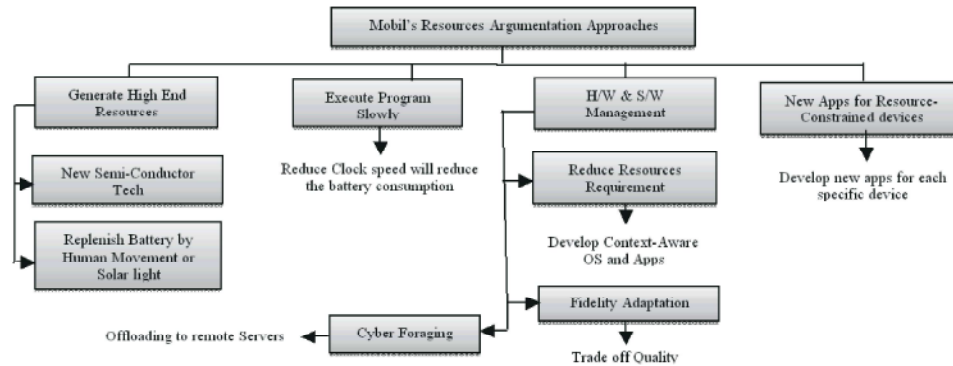 Mobil's Resources Argumentation Approaches
Generate High End
Resources
Execute Program
Slowly
H/W & S/W
Management
New Apps for Resource-
Constrained devices
Reduce Clock speed will reduce
the battery consumption
New Semi-Conductor
Tech
Reduce Resources
Requirement
Develop new apps for each
specific device
Replenish Battery by
Human Movement or
Solar light
Develop Context-Aware
OS and Apps
Fidelity Adaptation
Offloading to remote Servers
Cyber Foraging
Trade off Quality